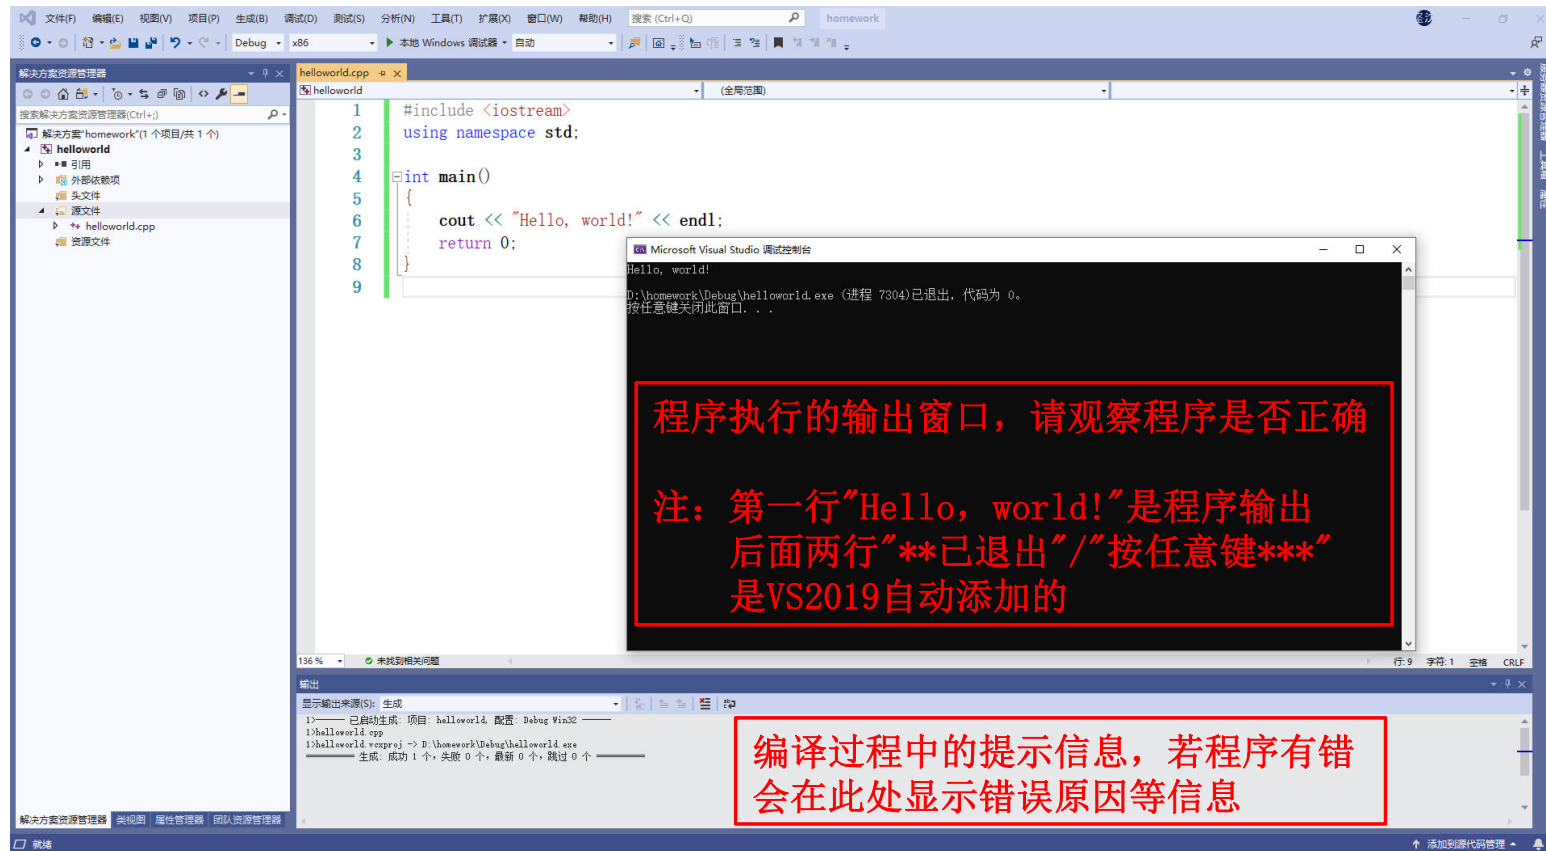 文件(F) 编辑(E) 视图(V) 项目(P) 生成(B) 调试(D) 测试(S) 分析(N) 工具(T) 扩展(X) 窗口(W) 帮助(H) 搜索 (Ctrl+Q) homework
Debug x86 本地 Windows 调试器 自动
解决方案资源管理器
搜索解决方案资源管理器(Ctrl+;)
解决方案"homework"(1 个项目/共 1 个)
helloworld
引用
外部依赖项
头文件
源文件
helloworld.cpp
资源文件
解决方案资源管理器 类视图 属性管理器 团队资源管理器
helloworld.cpp
helloworld (全局范围)
1 #include <iostream>
2 using namespace std;
3
4 int main()
5 {
6 cout << "Hello, world!" << endl;
7 return 0;
8 }
9
Microsoft Visual Studio 调试控制台
Hello, world!
D:\homework\Debug\helloworld.exe (进程 7304)已退出，代码为 0。
按任意键关闭此窗口. . .
程序执行的输出窗口，请观察程序是否正确
注：第一行"Hello, world!"是程序输出
后面两行"**已退出"/"按任意键***"
是VS2019自动添加的
136 % 未找到相关问题 行: 9 字符: 1 空格 CRLF
输出
显示输出来源(S): 生成
1>------ 已启动生成: 项目: helloworld, 配置: Debug Win32 ------
1>helloworld.cpp
1>helloworld.vcxproj -> D:\homework\Debug\helloworld.exe
========== 生成: 成功 1 个，失败 0 个，最新 0 个，跳过 0 个 ==========
编译过程中的提示信息，若程序有错
会在此处显示错误原因等信息
就绪 添加到源代码管理